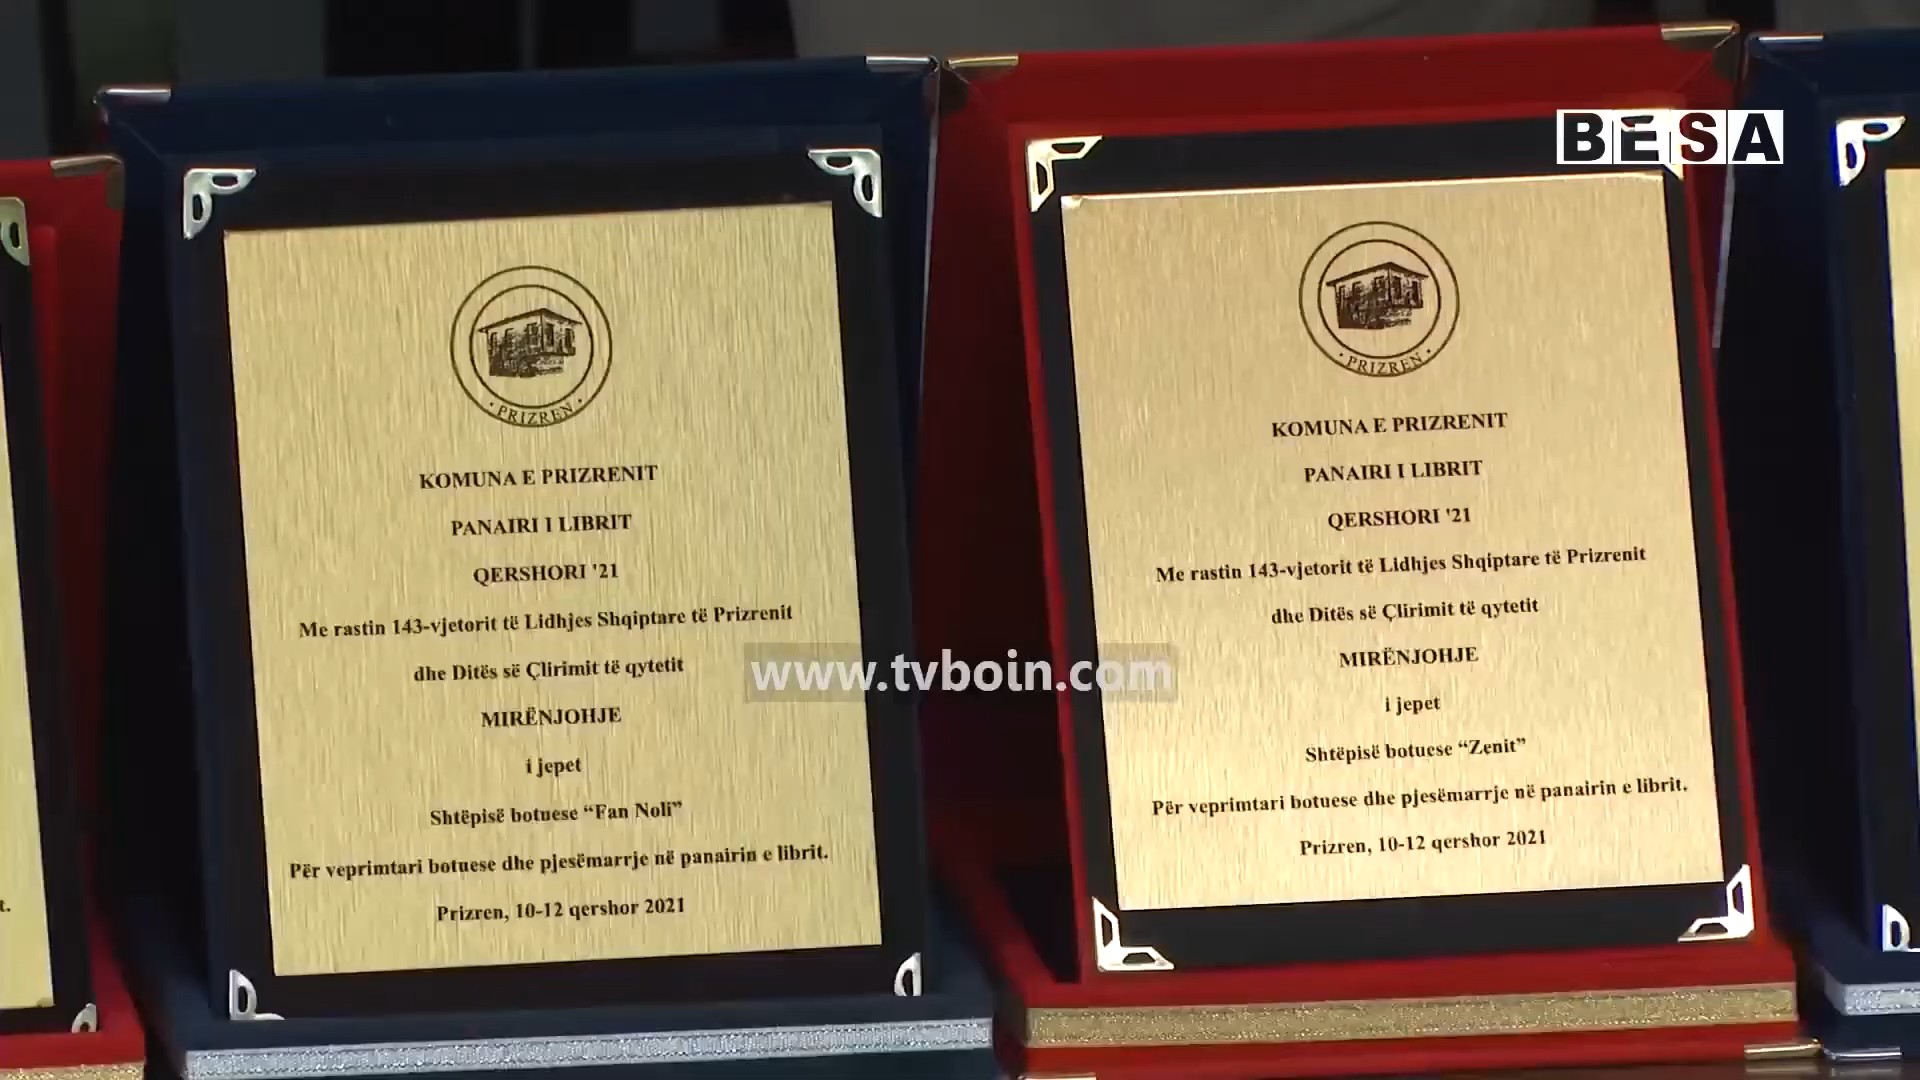 BESA
PRIZREN
KOMUNA E PRIZRENIT
PANAIRI I LIBRIT
QERSHORI '21
Me rastin 143-vjetorit të Lidhjes Shqiptare të Prizrenit
dhe Ditës së Çlirimit të qytetit
MIRËNJOHJE
i jepet
Shtëpisë botuese “Fan Noli”
Për veprimtari botuese dhe pjesëmarrje në panairin e librit.
Prizren, 10-12 qershor 2021
PRIZREN
KOMUNA E PRIZRENIT
PANAIRI I LIBRIT
QERSHORI '21
Me rastin 143-vjetorit të Lidhjes Shqiptare të Prizrenit
dhe Ditës së Çlirimit të qytetit
MIRËNJOHJE
i jepet
Shtëpisë botuese “Zenit”
Për veprimtari botuese dhe pjesëmarrje në panairin e librit.
Prizren, 10-12 qershor 2021
www.tvboin.com